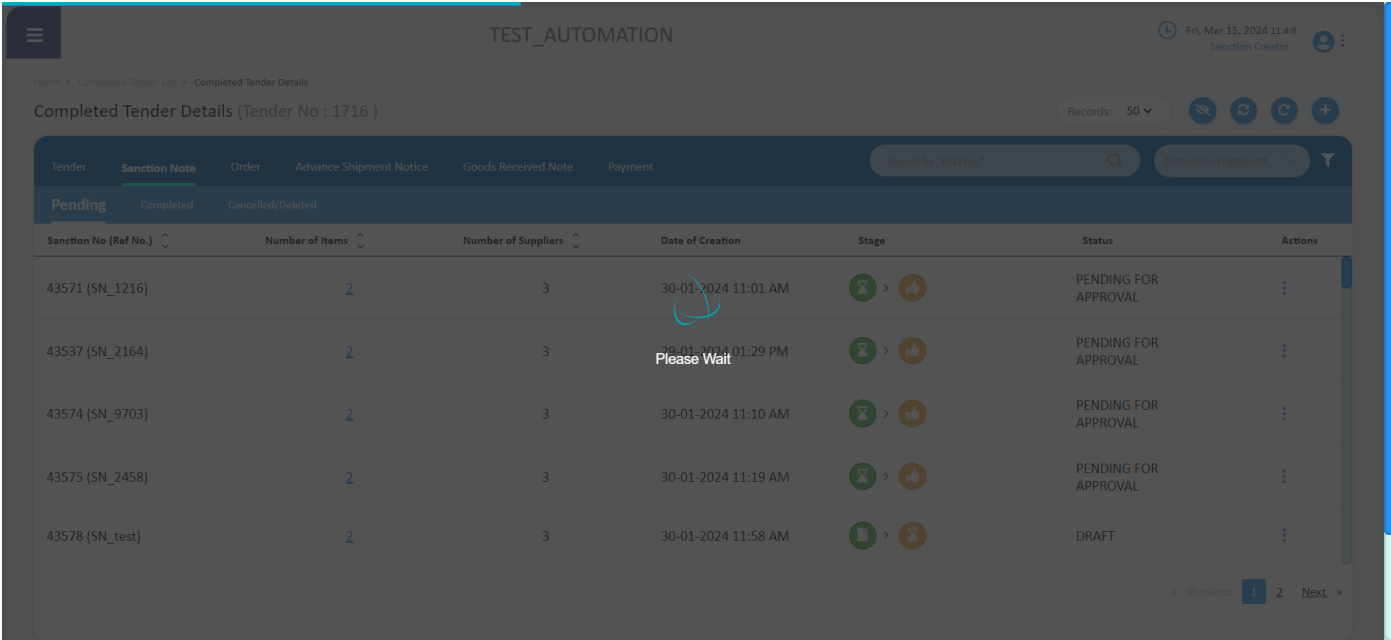 TEST_AUTOMATION
Fri, Mar 15, 2024 11:4:6
Sanction Creator
Home > Completed Tender List > Completed Tender Details
Completed Tender Details (Tender No : 1716 )
Records: 50
Tender Sanction Note Order Advance Shipment Notice Goods Received Note Payment
Search by "RFQ No."
Discussion Happened
Pending Completed Cancelled/Deleted
Sanction No (Ref No.) Number of Items Number of Suppliers Date of Creation Stage Status Actions
43571 (SN_1216) 2 3 30-01-2024 11:01 AM > PENDING FOR
APPROVAL
43537 (SN_2164) 2 3 29-01-2024 01:29 PM > PENDING FOR
APPROVAL
Please Wait
43574 (SN_9703) 2 3 30-01-2024 11:10 AM > PENDING FOR
APPROVAL
43575 (SN_2458) 2 3 30-01-2024 11:19 AM > PENDING FOR
APPROVAL
43578 (SN_test) 2 3 30-01-2024 11:58 AM > DRAFT
« Previous 1 2 Next »